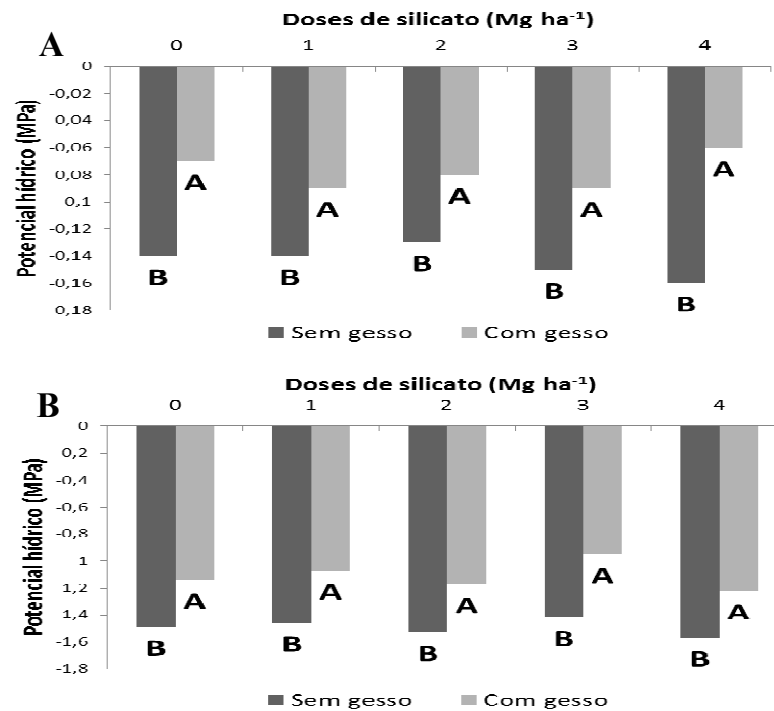 A
Doses de silicato (Mg ha⁻¹)
0 1 2 3 4
Potencial hídrico (MPa)
0
-0,02
-0,04
-0,06
0,08
0,1
-0,12
-0,14
-0,16
0,18
A A A A A
B B B B B
Sem gesso Com gesso
B
Doses de silicato (Mg ha⁻¹)
0 1 2 3 4
Potencial hídrico (MPa)
0
0,2
-0,4
-0,6
-0,8
1
1,2
1,4
-1,6
-1,8
A A A A A
B B B B B
Sem gesso Com gesso